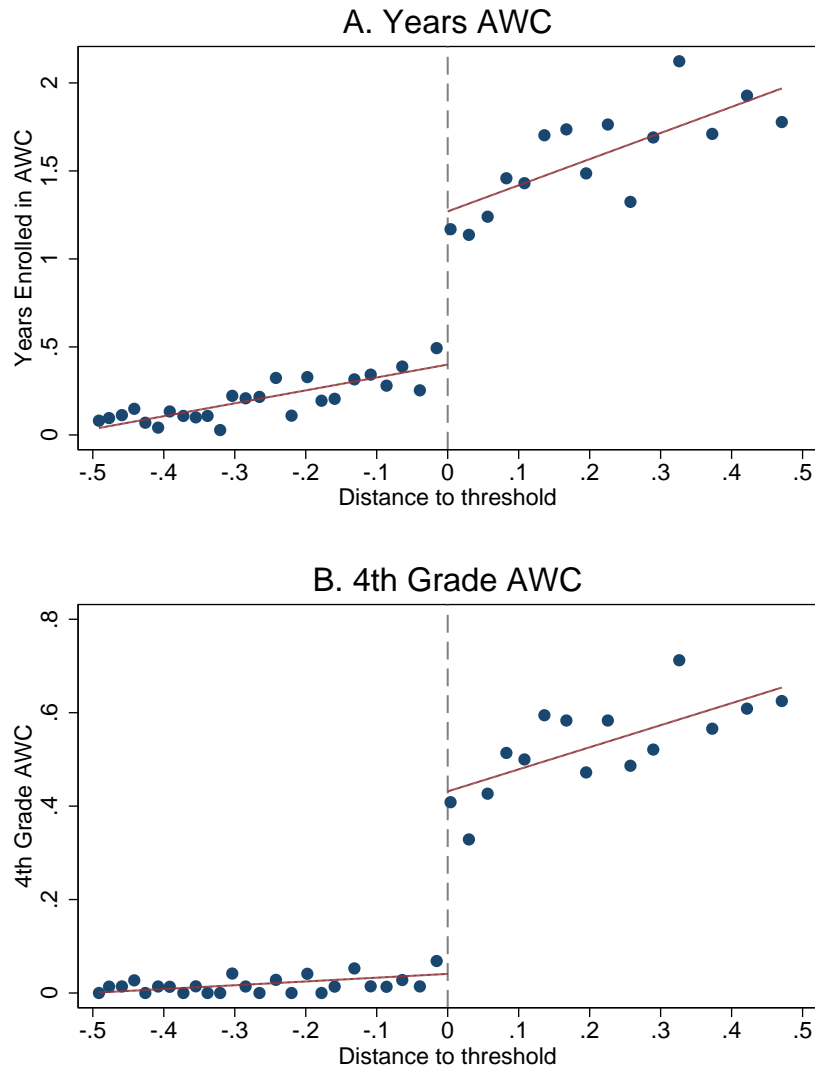 A. Years AWC
Years Enrolled in AWC
2
1.5
1
.5
0
-.5 -.4 -.3 -.2 -.1 0 .1 .2 .3 .4 .5
Distance to threshold
B. 4th Grade AWC
4th Grade AWC
.8
.6
.4
.2
0
-.5 -.4 -.3 -.2 -.1 0 .1 .2 .3 .4 .5
Distance to threshold